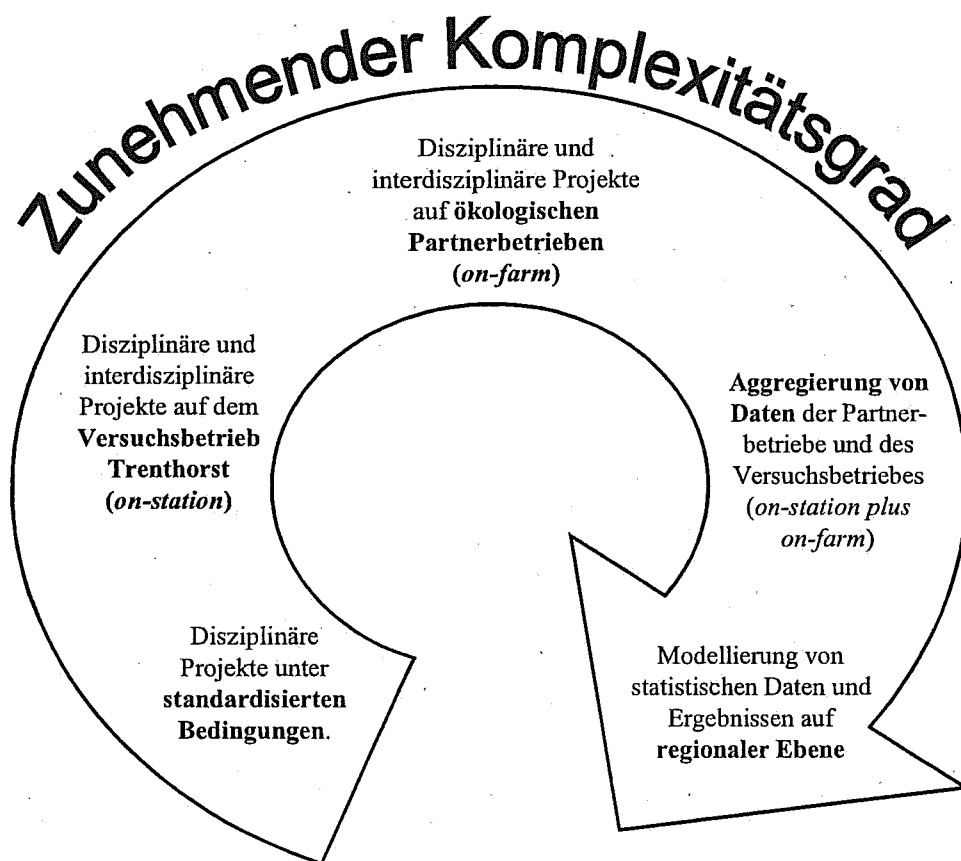 Zunehmender Komplexitätsgrad
Disziplinäre und
interdisziplinäre Projekte
auf ökologischen
Partnerbetrieben
(on-farm)
Disziplinäre und
interdisziplinäre
Projekte auf dem
Versuchsbetrieb
Trenthorst
(on-station)
Aggregierung von
Daten der Partner-
betriebe und des
Versuchsbetriebes
(on-station plus
on-farm)
Disziplinäre
Projekte unter
standardisierten
Bedingungen.
Modellierung von
statistischen Daten und
Ergebnissen auf
regionaler Ebene